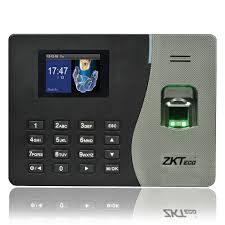 17:47
1 2ABC 3DEF ESC
4GHI 5JKL 6MNO
7PQRS 8TUV 9WXYZ
0 M/OK
ZKTECO